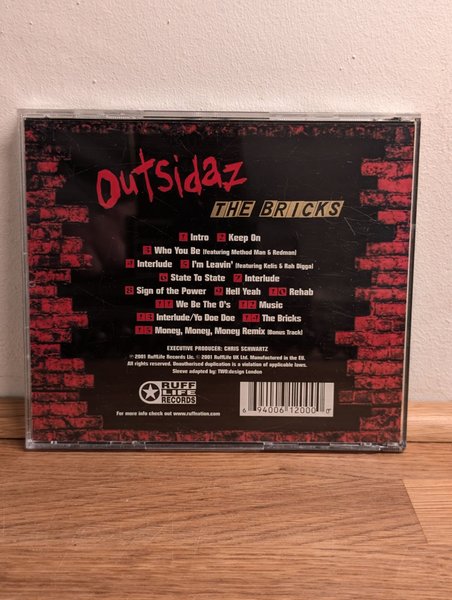 Outsidaz
THE BRICKS
1 Intro 2 Keep On
3 Who You Be (featuring Method Man & Redman)
4 Interlude 5 I'm Leavin' (featuring Kelis & Rah Digga)
6 State To State 7 Interlude
8 Sign of the Power 9 Hell Yeah 10 Rehab
11 We Be The O's 12 Music
13 Interlude/Yo Doe Doe 14 The Bricks
15 Money, Money, Money Remix (Bonus Track)
EXECUTIVE PRODUCER: CHRIS SCHWARTZ
℗ 2001 RuffLife Records Llc. © 2001 RuffLife UK Ltd. Manufactured in the EU.
All rights reserved. Unauthorised duplication is a violation of applicable laws.
Sleeve adapted by: TWO:design London
RUFF
LIFE
RECORDS
For more info check out www.ruffnation.com
6 94006 12000 0